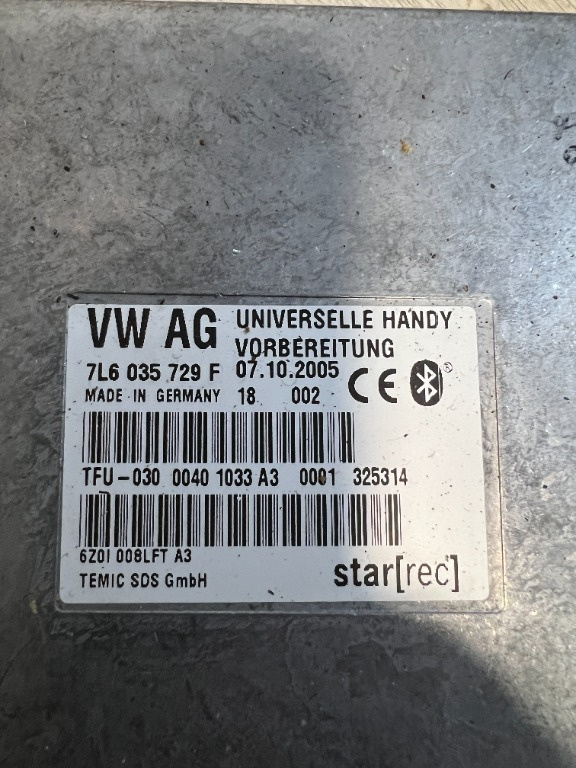 VW AG
UNIVERSELLE HANDY
VORBEREITUNG
7L6 035 729 F 07.10.2005
MADE IN GERMANY 18 002 CE
TFU-030 0040 1033 A3 0001 325314
6Z01 008LFT A3
TEMIC SDS GmbH
star[rec]